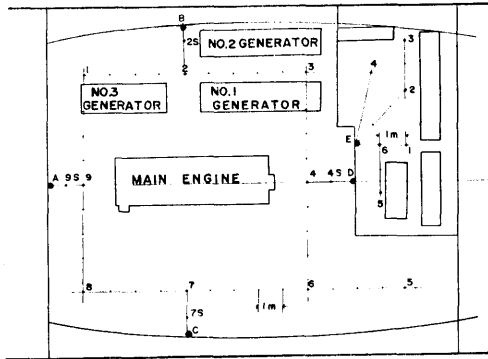 B
2S
NO.2 GENERATOR
3
4
1
2
3
2
NO.3
GENERATOR
NO.1
GENERATOR
E
1m
6
1
A
9S
9
MAIN ENGINE
4
4S
D
5
8
7
1m
6
5
7S
C